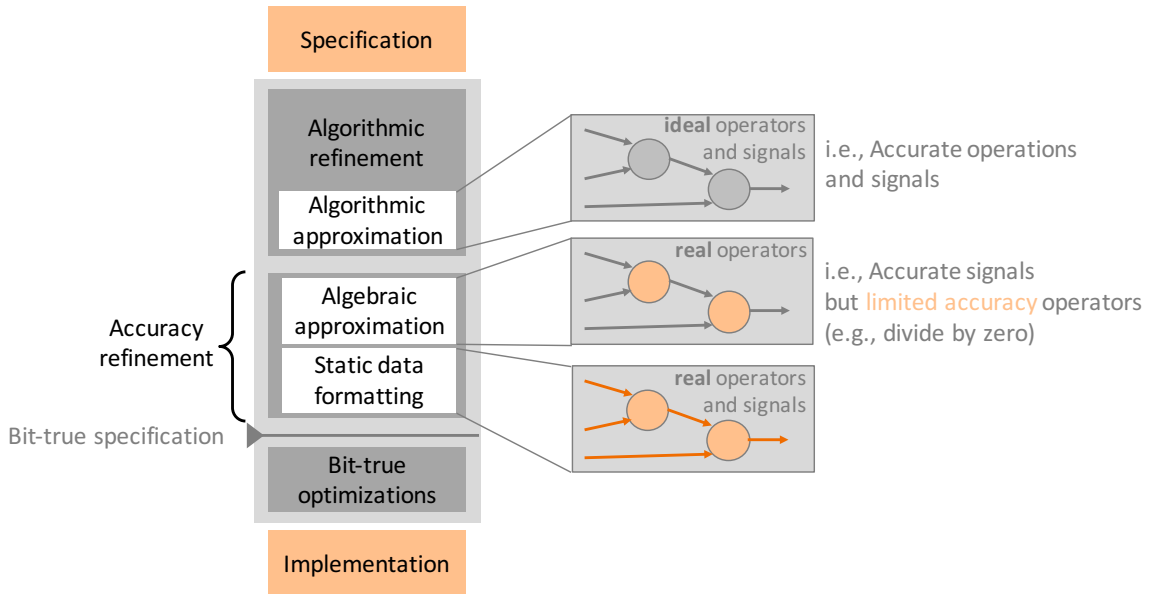 Specification
Algorithmic
refinement
Algorithmic
approximation
ideal operators
and signals
i.e., Accurate operations
and signals
Accuracy
refinement
Algebraic
approximation
real operators
i.e., Accurate signals
but limited accuracy operators
(e.g., divide by zero)
Static data
formatting
real operators
and signals
Bit-true specification
Bit-true
optimizations
Implementation